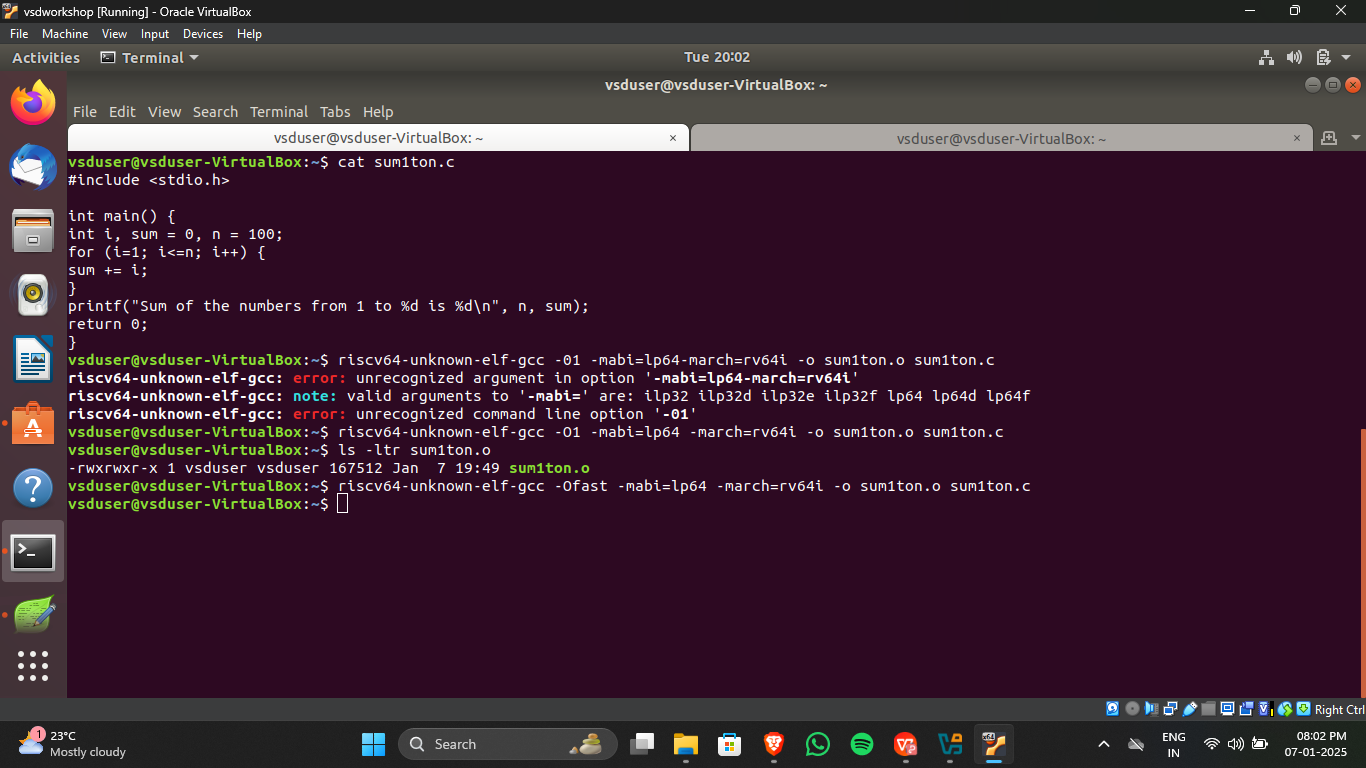 vsdworkshop [Running] - Oracle VirtualBox
File Machine View Input Devices Help
Activities Terminal Tue 20:02
vsduser@vsduser-VirtualBox: ~
File Edit View Search Terminal Tabs Help
vsduser@vsduser-VirtualBox: ~ × vsduser@vsduser-VirtualBox: ~ ×
vsduser@vsduser-VirtualBox:~$ cat sum1ton.c
#include <stdio.h>
int main() {
int i, sum = 0, n = 100;
for (i=1; i<=n; i++) {
sum += i;
}
printf("Sum of the numbers from 1 to %d is %d\n", n, sum);
return 0;
}
vsduser@vsduser-VirtualBox:~$ riscv64-unknown-elf-gcc -01 -mabi=lp64-march=rv64i -o sum1ton.o sum1ton.c
riscv64-unknown-elf-gcc: error: unrecognized argument in option '-mabi=lp64-march=rv64i'
riscv64-unknown-elf-gcc: note: valid arguments to '-mabi=' are: ilp32 ilp32d ilp32e ilp32f lp64 lp64d lp64f
riscv64-unknown-elf-gcc: error: unrecognized command line option '-01'
vsduser@vsduser-VirtualBox:~$ riscv64-unknown-elf-gcc -O1 -mabi=lp64 -march=rv64i -o sum1ton.o sum1ton.c
vsduser@vsduser-VirtualBox:~$ ls -ltr sum1ton.o
-rwxrwxr-x 1 vsduser vsduser 167512 Jan  7 19:49 sum1ton.o
vsduser@vsduser-VirtualBox:~$ riscv64-unknown-elf-gcc -Ofast -mabi=lp64 -march=rv64i -o sum1ton.o sum1ton.c
vsduser@vsduser-VirtualBox:~$
Right Ctrl
1
23°C
Mostly cloudy
Search
ENG
IN
08:02 PM
07-01-2025